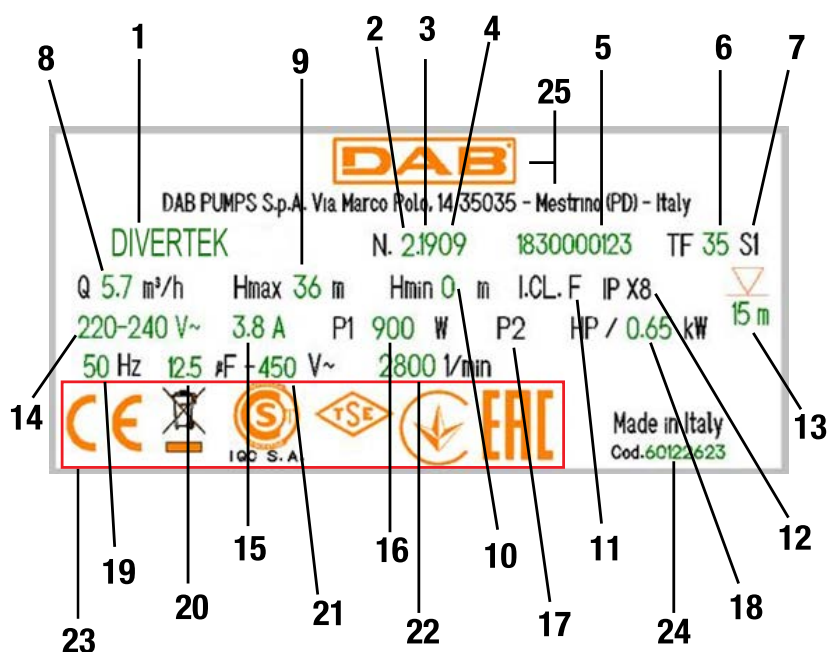 1 2 3 4 5 6 7
8 9 25
DAB
DAB PUMPS S.p.A. Via Marco Polo, 14 35035 - Mestrino (PD) - Italy
DIVERTEK N. 2.1909 1830000123 TF 35 S1
Q 5.7 m³/h Hmax 36 m Hmin 0 m I.CL. F IP X8
15 m
220-240 V~ 3.8 A P1 900 W P2 HP / 0.65 kW
50 Hz 12.5 µF - 450 V~ 2800 1/min
14 13
CE CS T TSE EAC
IQC S.A.
Made in Italy
Cod.60122623
15 16 10 11 12
19 20 21 22 17 18
23 24